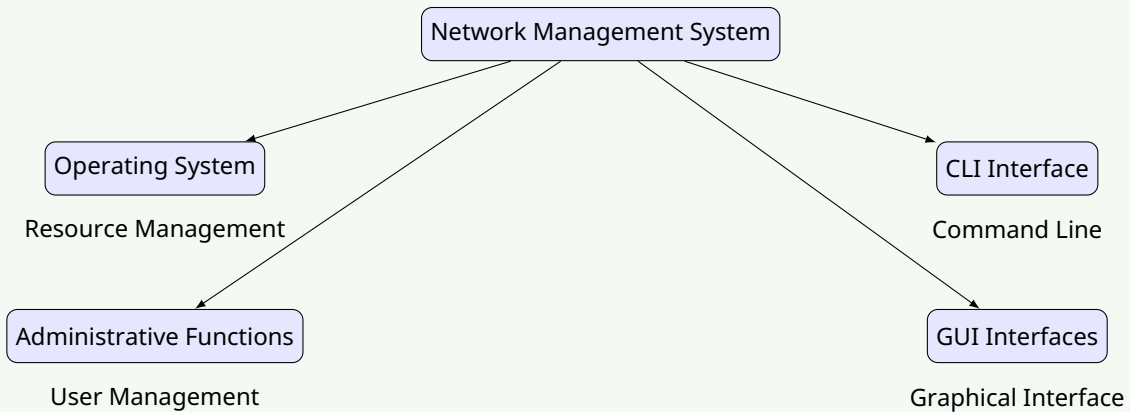 Network Management System
Operating System
CLI Interface
Resource Management
Command Line
Administrative Functions
GUI Interfaces
User Management
Graphical Interface